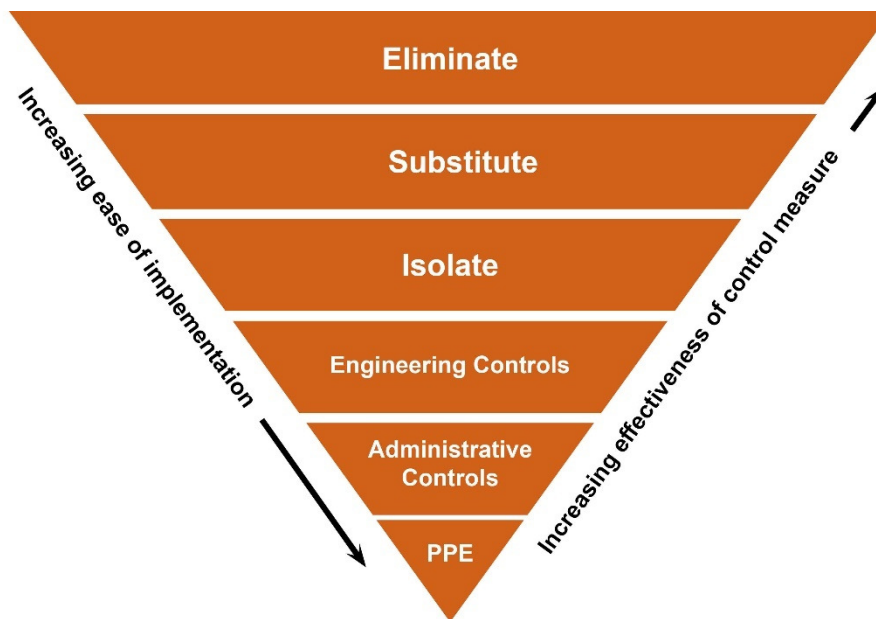 Eliminate
Substitute
Isolate
Engineering Controls
Administrative
Controls
PPE
Increasing ease of implementation
Increasing effectiveness of control measure